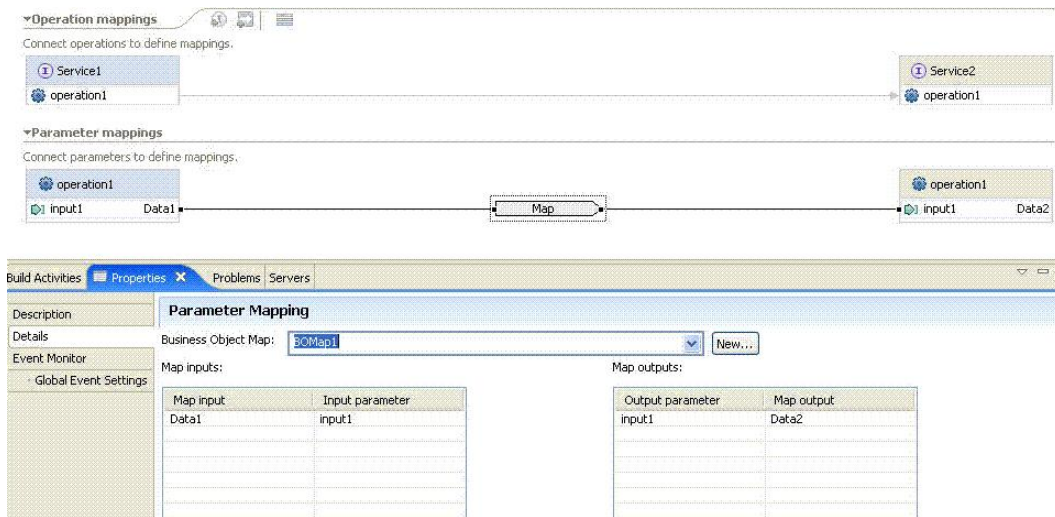 Operation mappings
Connect operations to define mappings.
Service1
Service2
operation1
operation1
Parameter mappings
Connect parameters to define mappings.
operation1
operation1
input1 Data1
Map
input1 Data2
Build Activities Properties Problems Servers
Description
Details
Event Monitor
Global Event Settings
Parameter Mapping
Business Object Map: BOMap1 New...
Map inputs: Map outputs:
Map input Input parameter Output parameter Map output
Data1 input1 input1 Data2